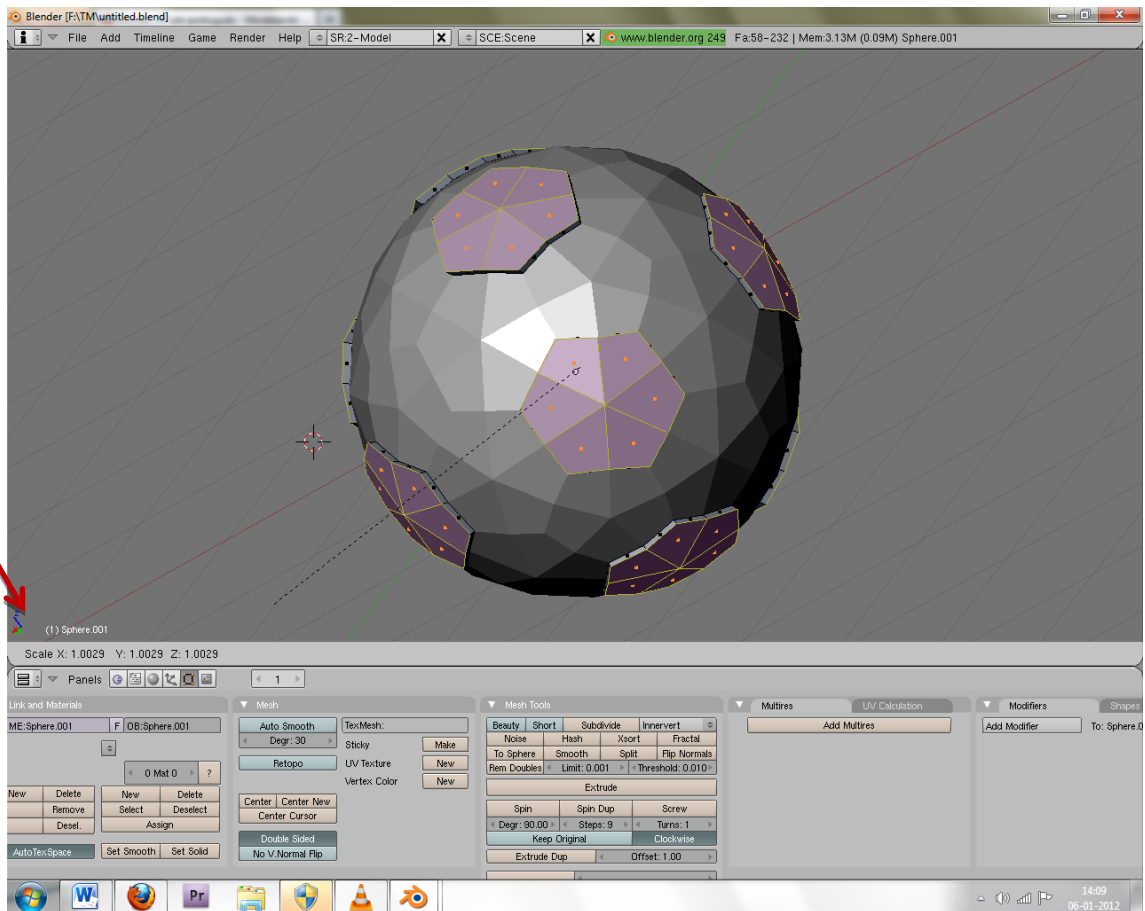 Blender [F:\TM\untitled.blend]
File Add Timeline Game Render Help SR:2-Model X SCE:Scene X www.blender.org 249 Fa:58-232 | Mem:3.13M (0.09M) Sphere.001
(1) Sphere.001
Scale X: 1.0029 Y: 1.0029 Z: 1.0029
Panels 1
Link and Materials
ME:Sphere.001 F OB:Sphere.001
0 Mat 0 ?
New Delete New Delete
Remove Select Deselect
Desel. Assign
AutoTexSpace Set Smooth Set Solid
Mesh
Auto Smooth TexMesh:
Degr: 30 Sticky Make
Retopo UV Texture New
Vertex Color New
Center Center New
Center Cursor
Double Sided
No V.Normal Flip
Mesh Tools
Beauty Short Subdivide Innervert
Noise Hash Xsort Fractal
To Sphere Smooth Split Flip Normals
Rem Doubles Limit: 0.001 Threshold: 0.010
Extrude
Spin Spin Dup Screw
Degr: 90.00 Steps: 9 Turns: 1
Keep Original Clockwise
Extrude Dup Offset: 1.00
Multires UV Calculation
Add Multires
Modifiers Shapes
Add Modifier To: Sphere.0
W Pr
14:09
06-01-2012